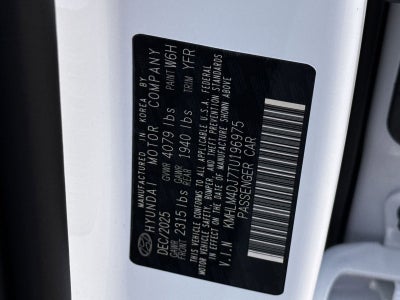 MANUFACTURED IN KOREA BY
HYUNDAI MOTOR COMPANY
DEC/2025 GVWR 4079 lbs PAINT W6H
GAWR FRONT 2315 lbs GAWR REAR 1940 lbs TRIM YFR
THIS VEHICLE CONFORMS TO ALL APPLICABLE U.S.A. FEDERAL
MOTOR VEHICLE SAFETY, BUMPER, AND THEFT PREVENTION STANDARDS
IN EFFECT ON THE DATE OF MANUFACTURE SHOWN ABOVE
V.I.N KMHLM4DJ7TU196975
PASSENGER CAR